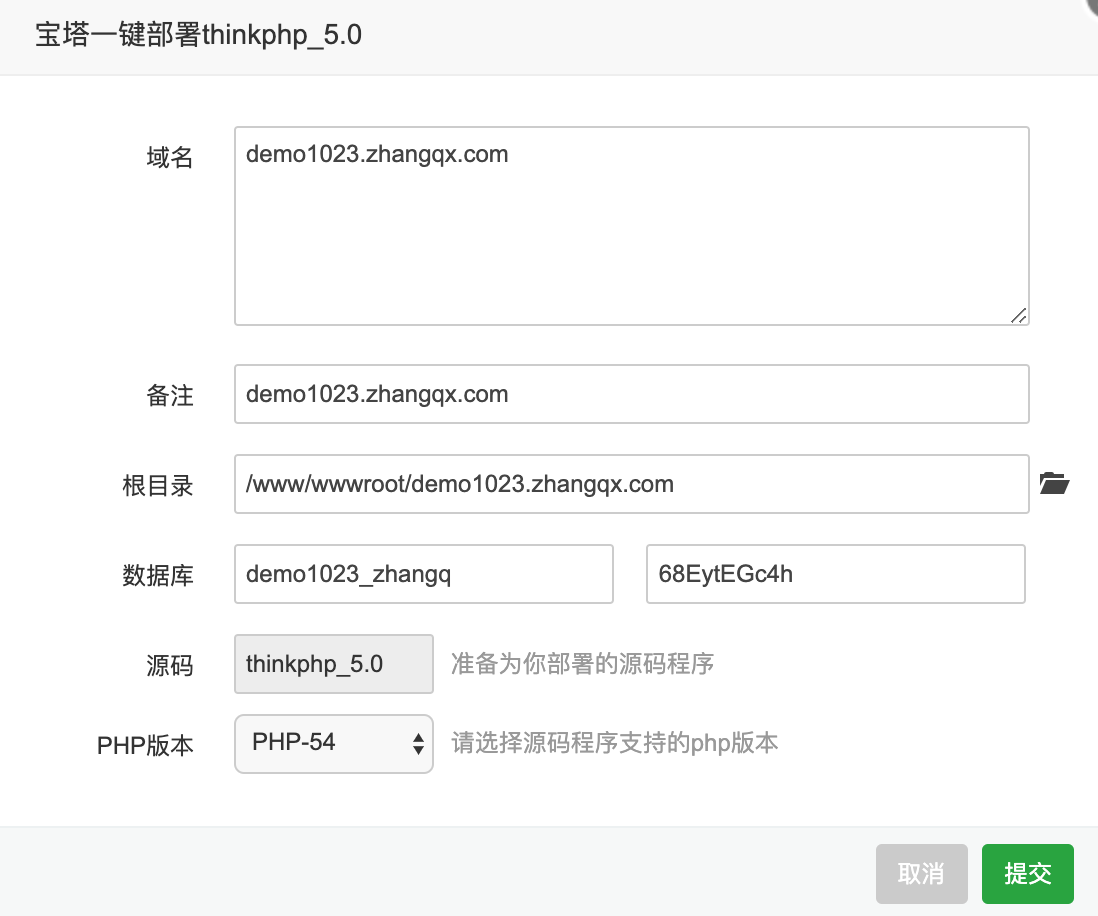 宝塔一键部署thinkphp_5.0
域名 demo1023.zhangqx.com
备注 demo1023.zhangqx.com
根目录 /www/wwwroot/demo1023.zhangqx.com
数据库 demo1023_zhangq 68EytEGc4h
源码 thinkphp_5.0 准备为你部署的源码程序
PHP版本 PHP-54 请选择源码程序支持的php版本
取消 提交